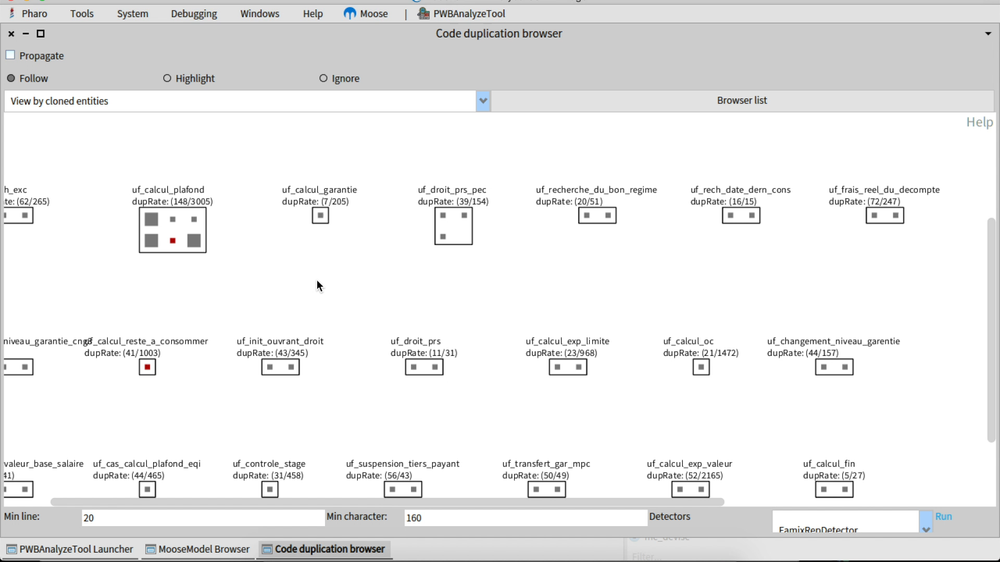 Pharo Tools System Debugging Windows Help Moose | PWBAnalyzeTool
Code duplication browser
Propagate
Follow Highlight Ignore
View by cloned entities Browser list
Help
h_exc uf_calcul_plafond uf_calcul_garantie uf_droit_prs_pec uf_recherche_du_bon_regime uf_rech_date_dern_cons uf_frais_reel_du_decompte
te: (62/265) dupRate: (148/3005) dupRate: (7/205) dupRate: (39/154) dupRate: (20/51) dupRate: (16/15) dupRate: (72/247)
uf_calcul_reste_a_consommer uf_init_ouvrant_droit uf_droit_prs uf_calcul_exp_limite uf_calcul_oc uf_changement_niveau_garentie
dupRate: (41/1003) dupRate: (43/345) dupRate: (11/31) dupRate: (23/968) dupRate: (21/1472) dupRate: (44/157)
valeur_base_salaire uf_cas_calcul_plafond_eqi uf_controle_stage uf_suspension_tiers_payant uf_transfert_gar_mpc uf_calcul_exp_valeur uf_calcul_fin
41) dupRate: (44/465) dupRate: (31/458) dupRate: (56/43) dupRate: (50/49) dupRate: (52/2165) dupRate: (5/27)
Min line: 20 Min character: 160 Detectors FamixRepDetector Run
PWBAnalyzeTool Launcher MooseModel Browser Code duplication browser
Filter...